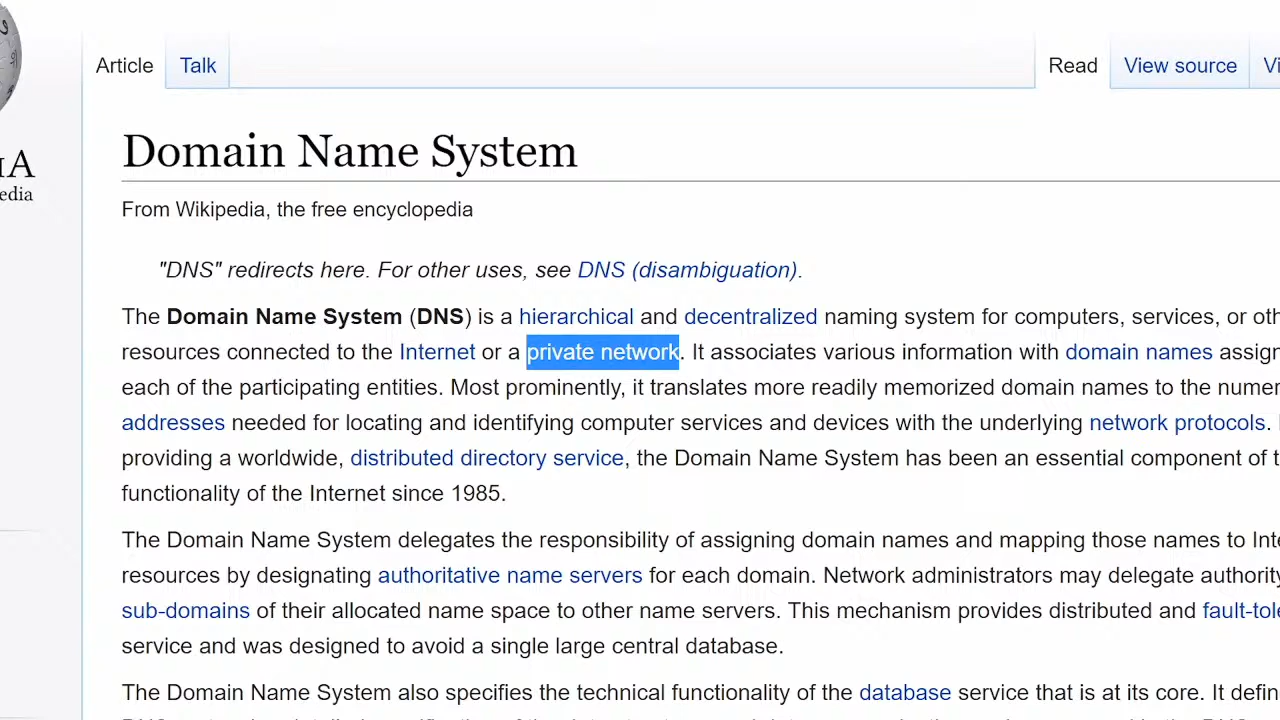 Article
Talk
Read
View source
Domain Name System
From Wikipedia, the free encyclopedia
"DNS" redirects here. For other uses, see DNS (disambiguation).
The Domain Name System (DNS) is a hierarchical and decentralized naming system for computers, services, or
resources connected to the Internet or a private network. It associates various information with domain names
each of the participating entities. Most prominently, it translates more readily memorized domain names to the
addresses needed for locating and identifying computer services and devices with the underlying network protocols.
providing a worldwide, distributed directory service, the Domain Name System has been an essential component of
functionality of the Internet since 1985.
The Domain Name System delegates the responsibility of assigning domain names and mapping those names to
resources by designating authoritative name servers for each domain. Network administrators may delegate
sub-domains of their allocated name space to other name servers. This mechanism provides distributed and
service and was designed to avoid a single large central database.
The Domain Name System also specifies the technical functionality of the database service that is at its core. It